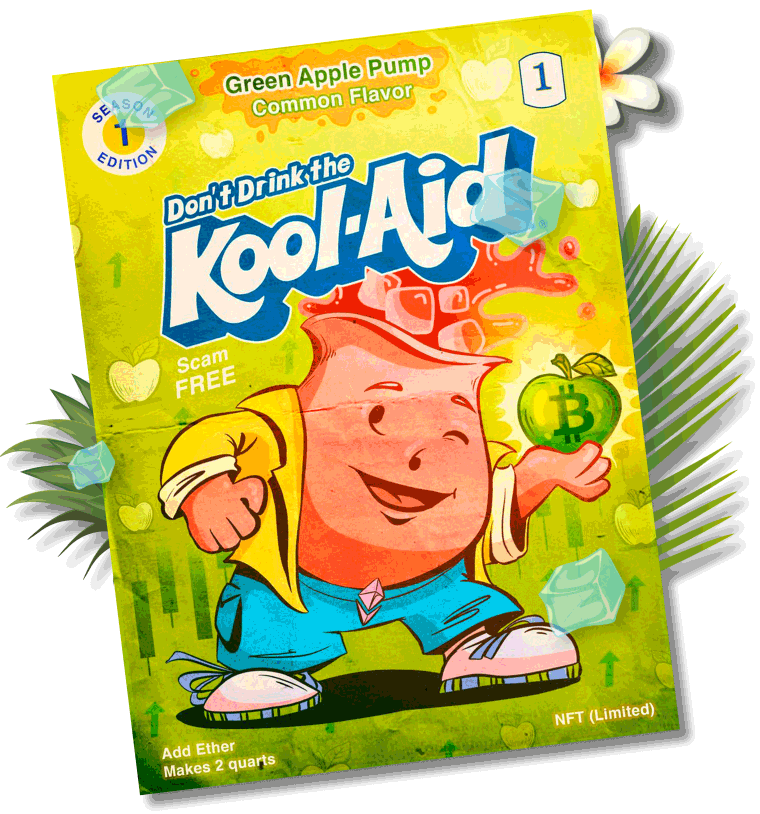 Green Apple Pump
Common Flavor
1
SEASON
1
EDITION
Don't Drink the
Kool-Aid
Scam
FREE
₿
NFT (Limited)
Add Ether
Makes 2 quarts